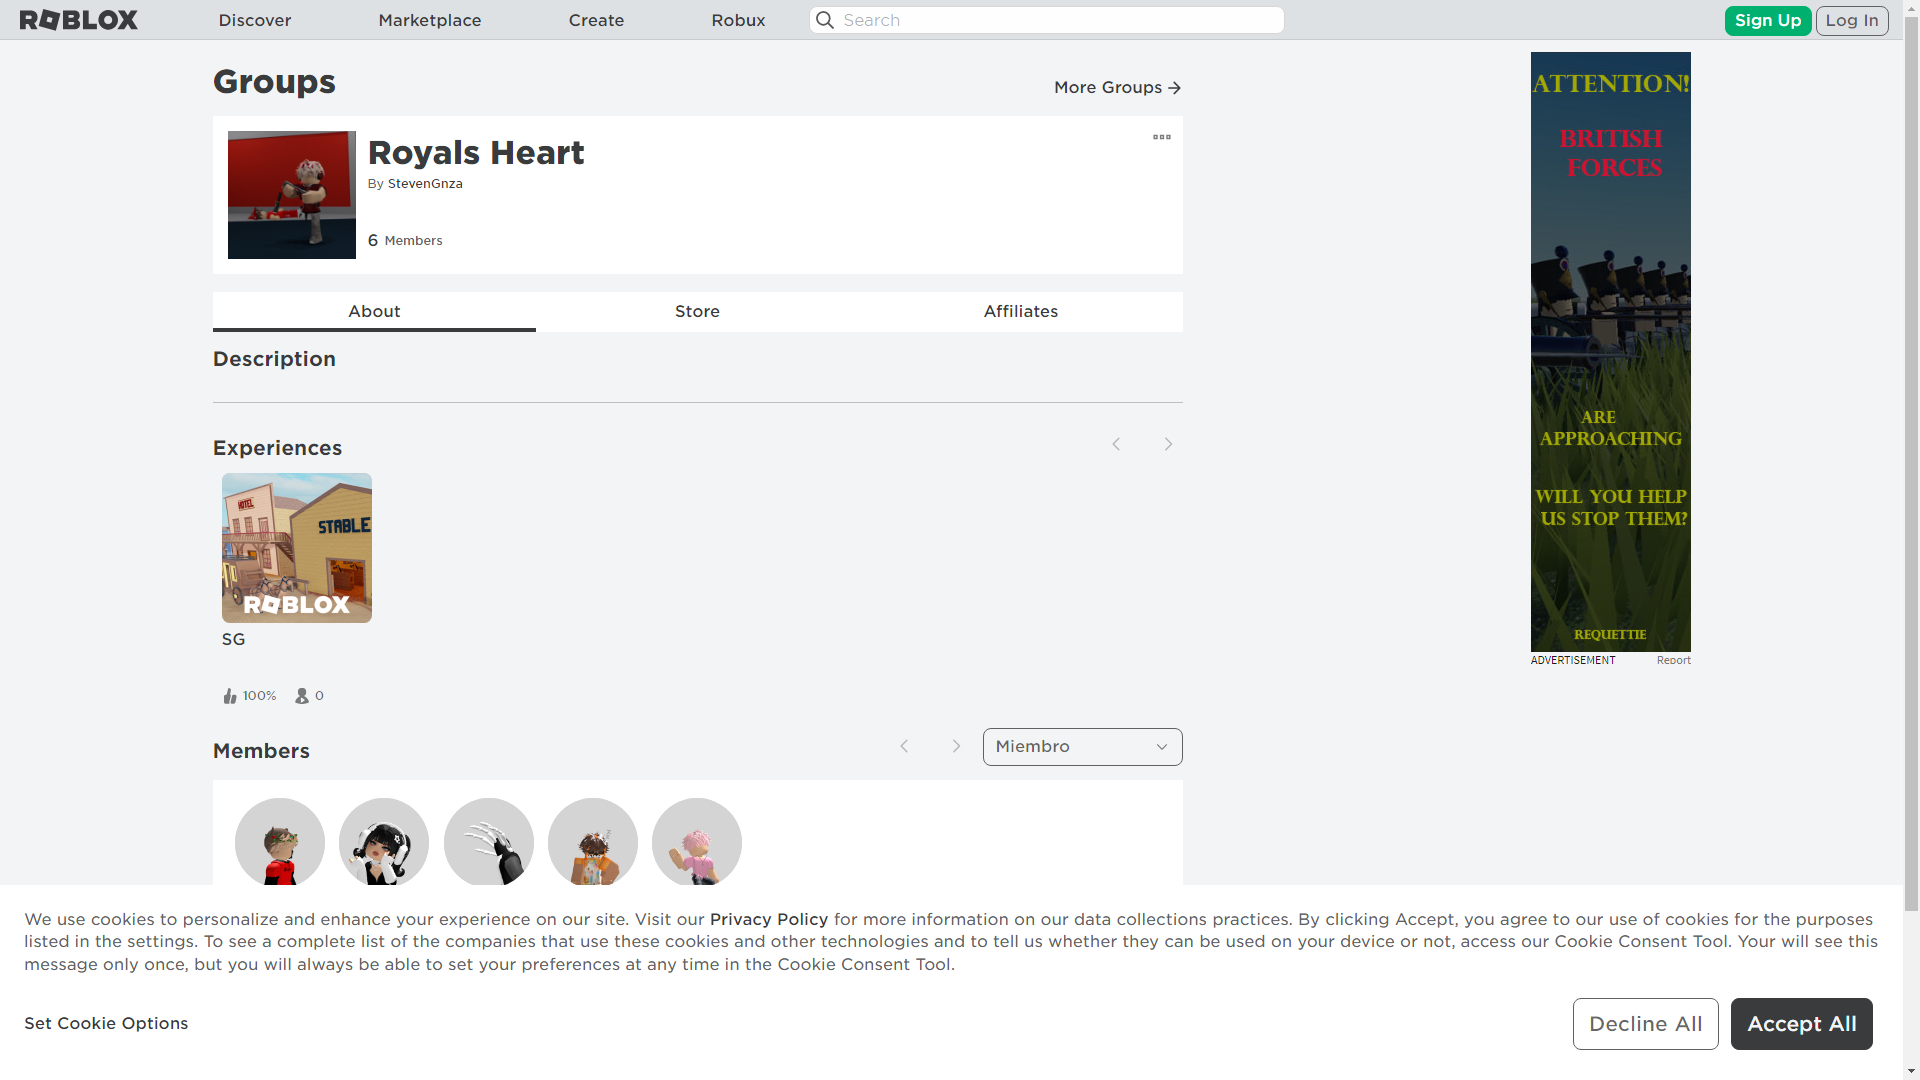 ROBLOX
Discover
Marketplace
Create
Robux
Search
Sign Up
Log In
Groups
More Groups
Royals Heart
By StevenGnza
6 Members
About
Store
Affiliates
Description
Experiences
HOTEL
STABLE
ROBLOX
SG
100%
0
Members
Miembro
ATTENTION!
BRITISH
FORCES
ARE
APPROACHING
WILL YOU HELP
US STOP THEM?
REQUETTIE
ADVERTISEMENT
Report
We use cookies to personalize and enhance your experience on our site. Visit our Privacy Policy for more information on our data collections practices. By clicking Accept, you agree to our use of cookies for the purposes
listed in the settings. To see a complete list of the companies that use these cookies and other technologies and to tell us whether they can be used on your device or not, access our Cookie Consent Tool. Your will see this
message only once, but you will always be able to set your preferences at any time in the Cookie Consent Tool.
Set Cookie Options
Decline All
Accept All